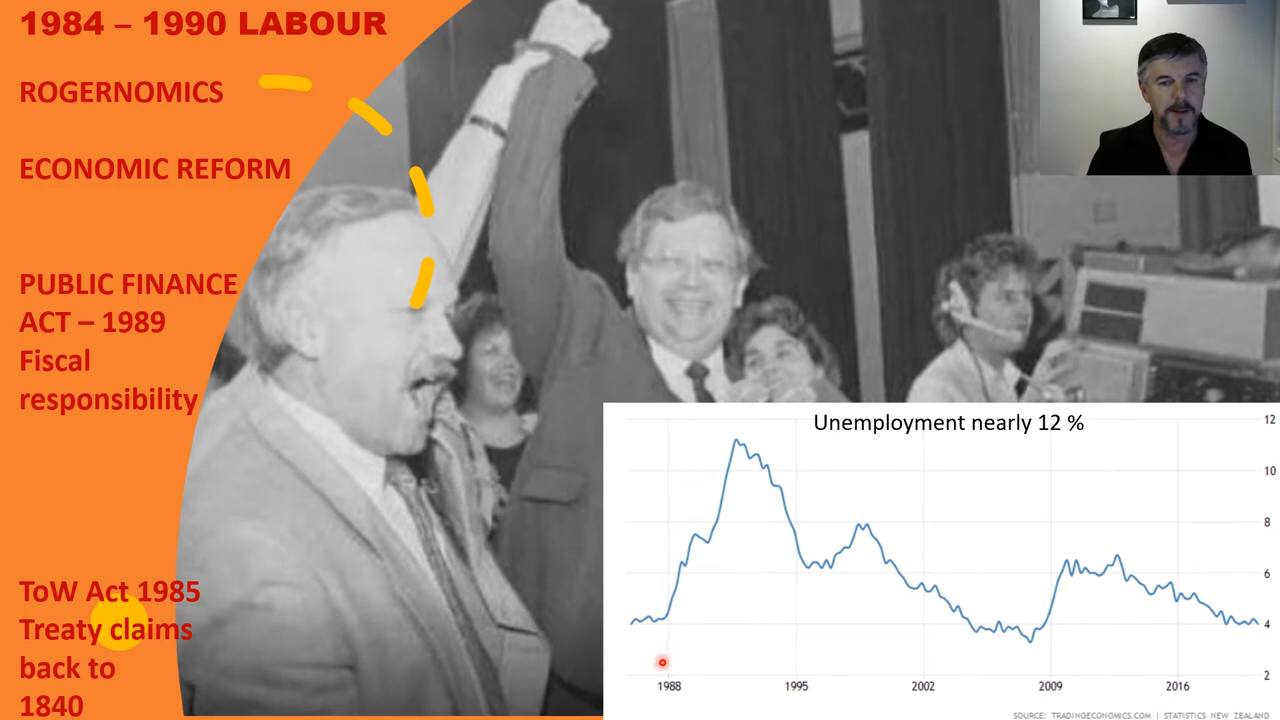 1984 – 1990 LABOUR
ROGERNOMICS
ECONOMIC REFORM
PUBLIC FINANCE
ACT – 1989
Fiscal
responsibility
ToW Act 1985
Treaty claims
back to
1840
Unemployment nearly 12 %
12
10
8
6
4
2
1988 1995 2002 2009 2016
SOURCE: TRADINGECONOMICS.COM | STATISTICS NEW ZEALAND